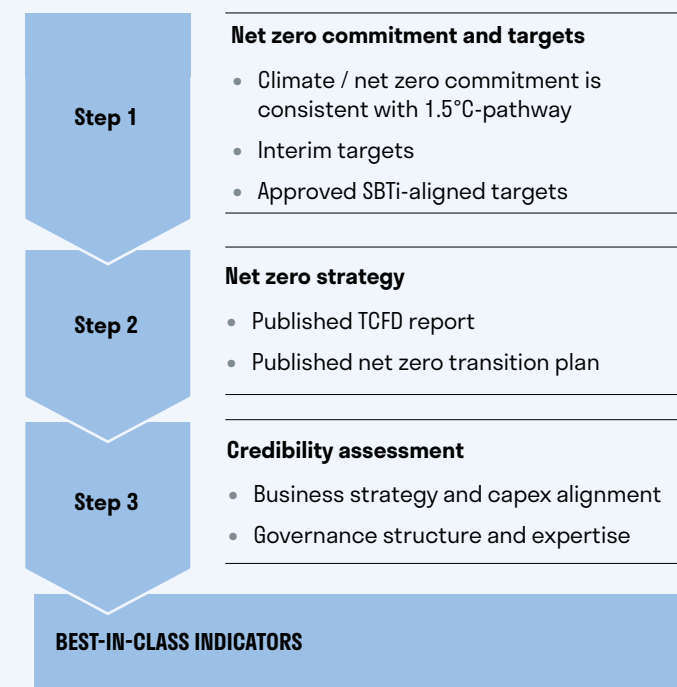 Step 1
Net zero commitment and targets
• Climate / net zero commitment is
consistent with 1.5°C-pathway
• Interim targets
• Approved SBTi-aligned targets
Step 2
Net zero strategy
• Published TCFD report
• Published net zero transition plan
Step 3
Credibility assessment
• Business strategy and capex alignment
• Governance structure and expertise
BEST-IN-CLASS INDICATORS